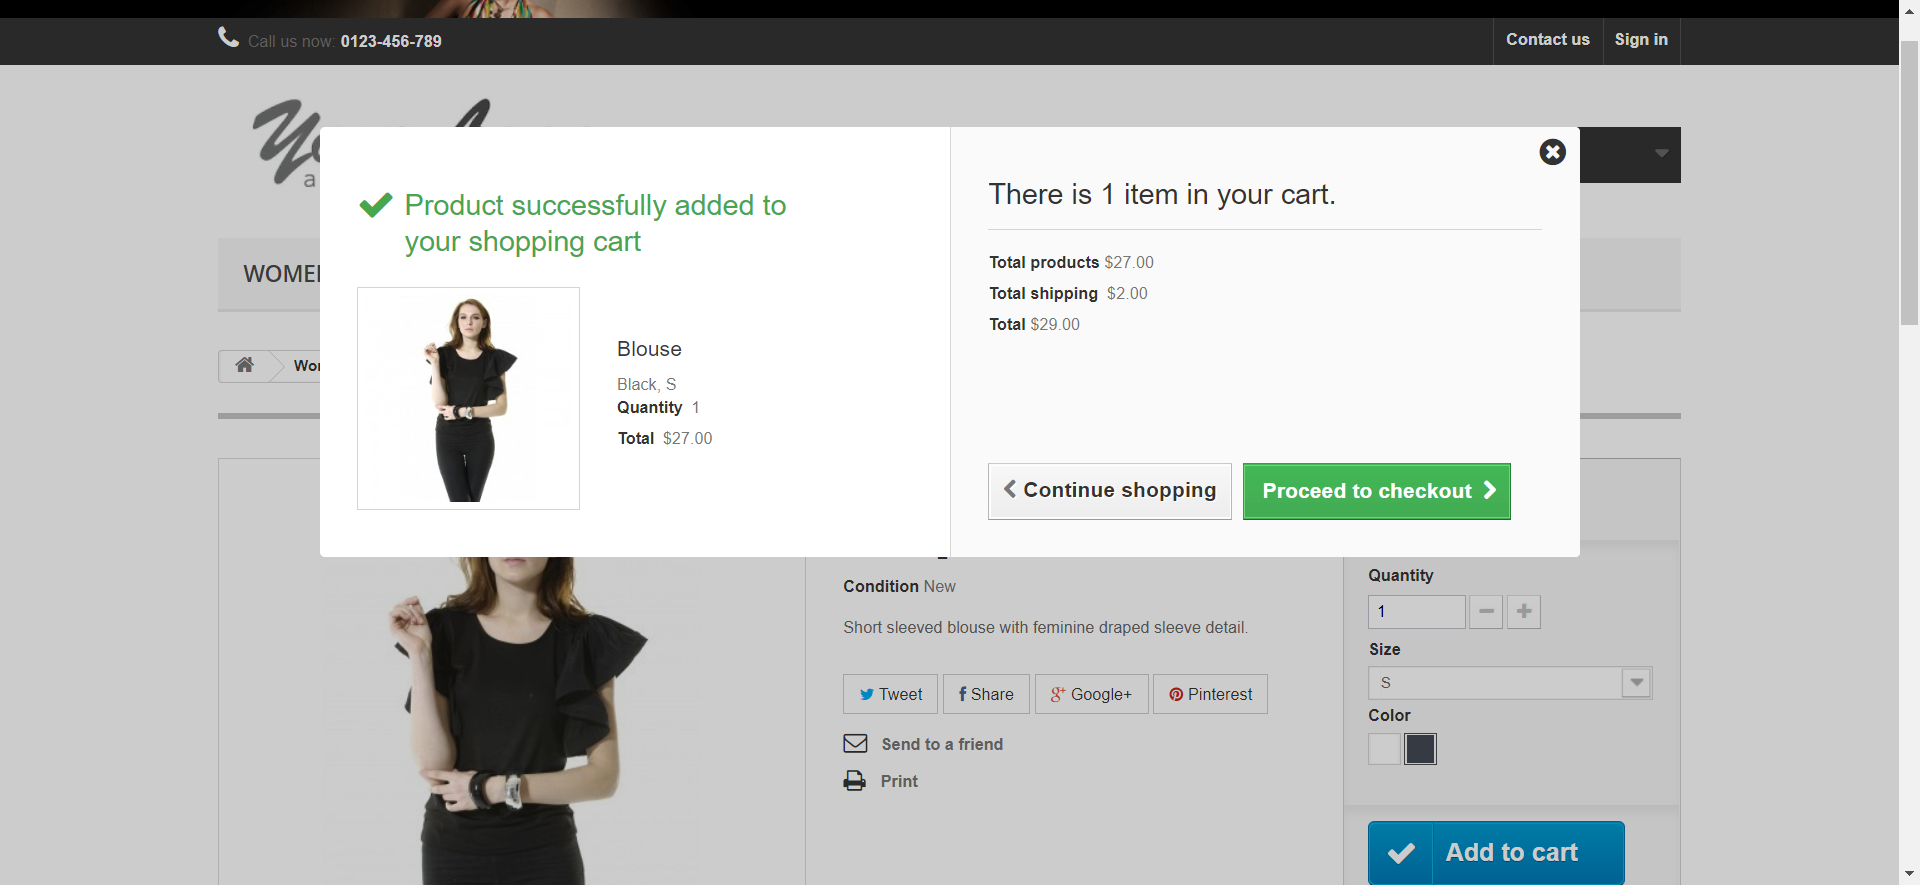 Call us now: 0123-456-789
Contact us
Sign in
a
Product successfully added to
your shopping cart
Blouse
Black, S
Quantity 1
Total $27.00
There is 1 item in your cart.
Total products $27.00
Total shipping $2.00
Total $29.00
Continue shopping
Proceed to checkout
Condition New
Short sleeved blouse with feminine draped sleeve detail.
Tweet
Share
Google+
Pinterest
Send to a friend
Print
Quantity
1
Size
S
Color
Add to cart